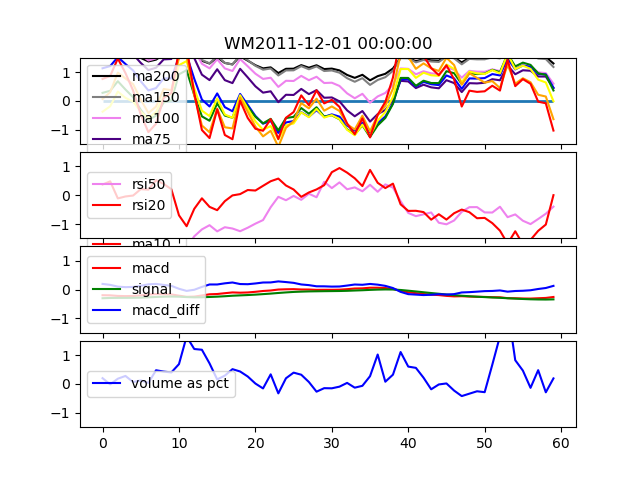 WM2011-12-01 00:00:00
1
0
−1
ma200
ma150
ma100
ma75
1
0
−1
rsi50
rsi20
ma10
1
0
−1
macd
signal
macd_diff
1
0
−1
volume as pct
0 10 20 30 40 50 60